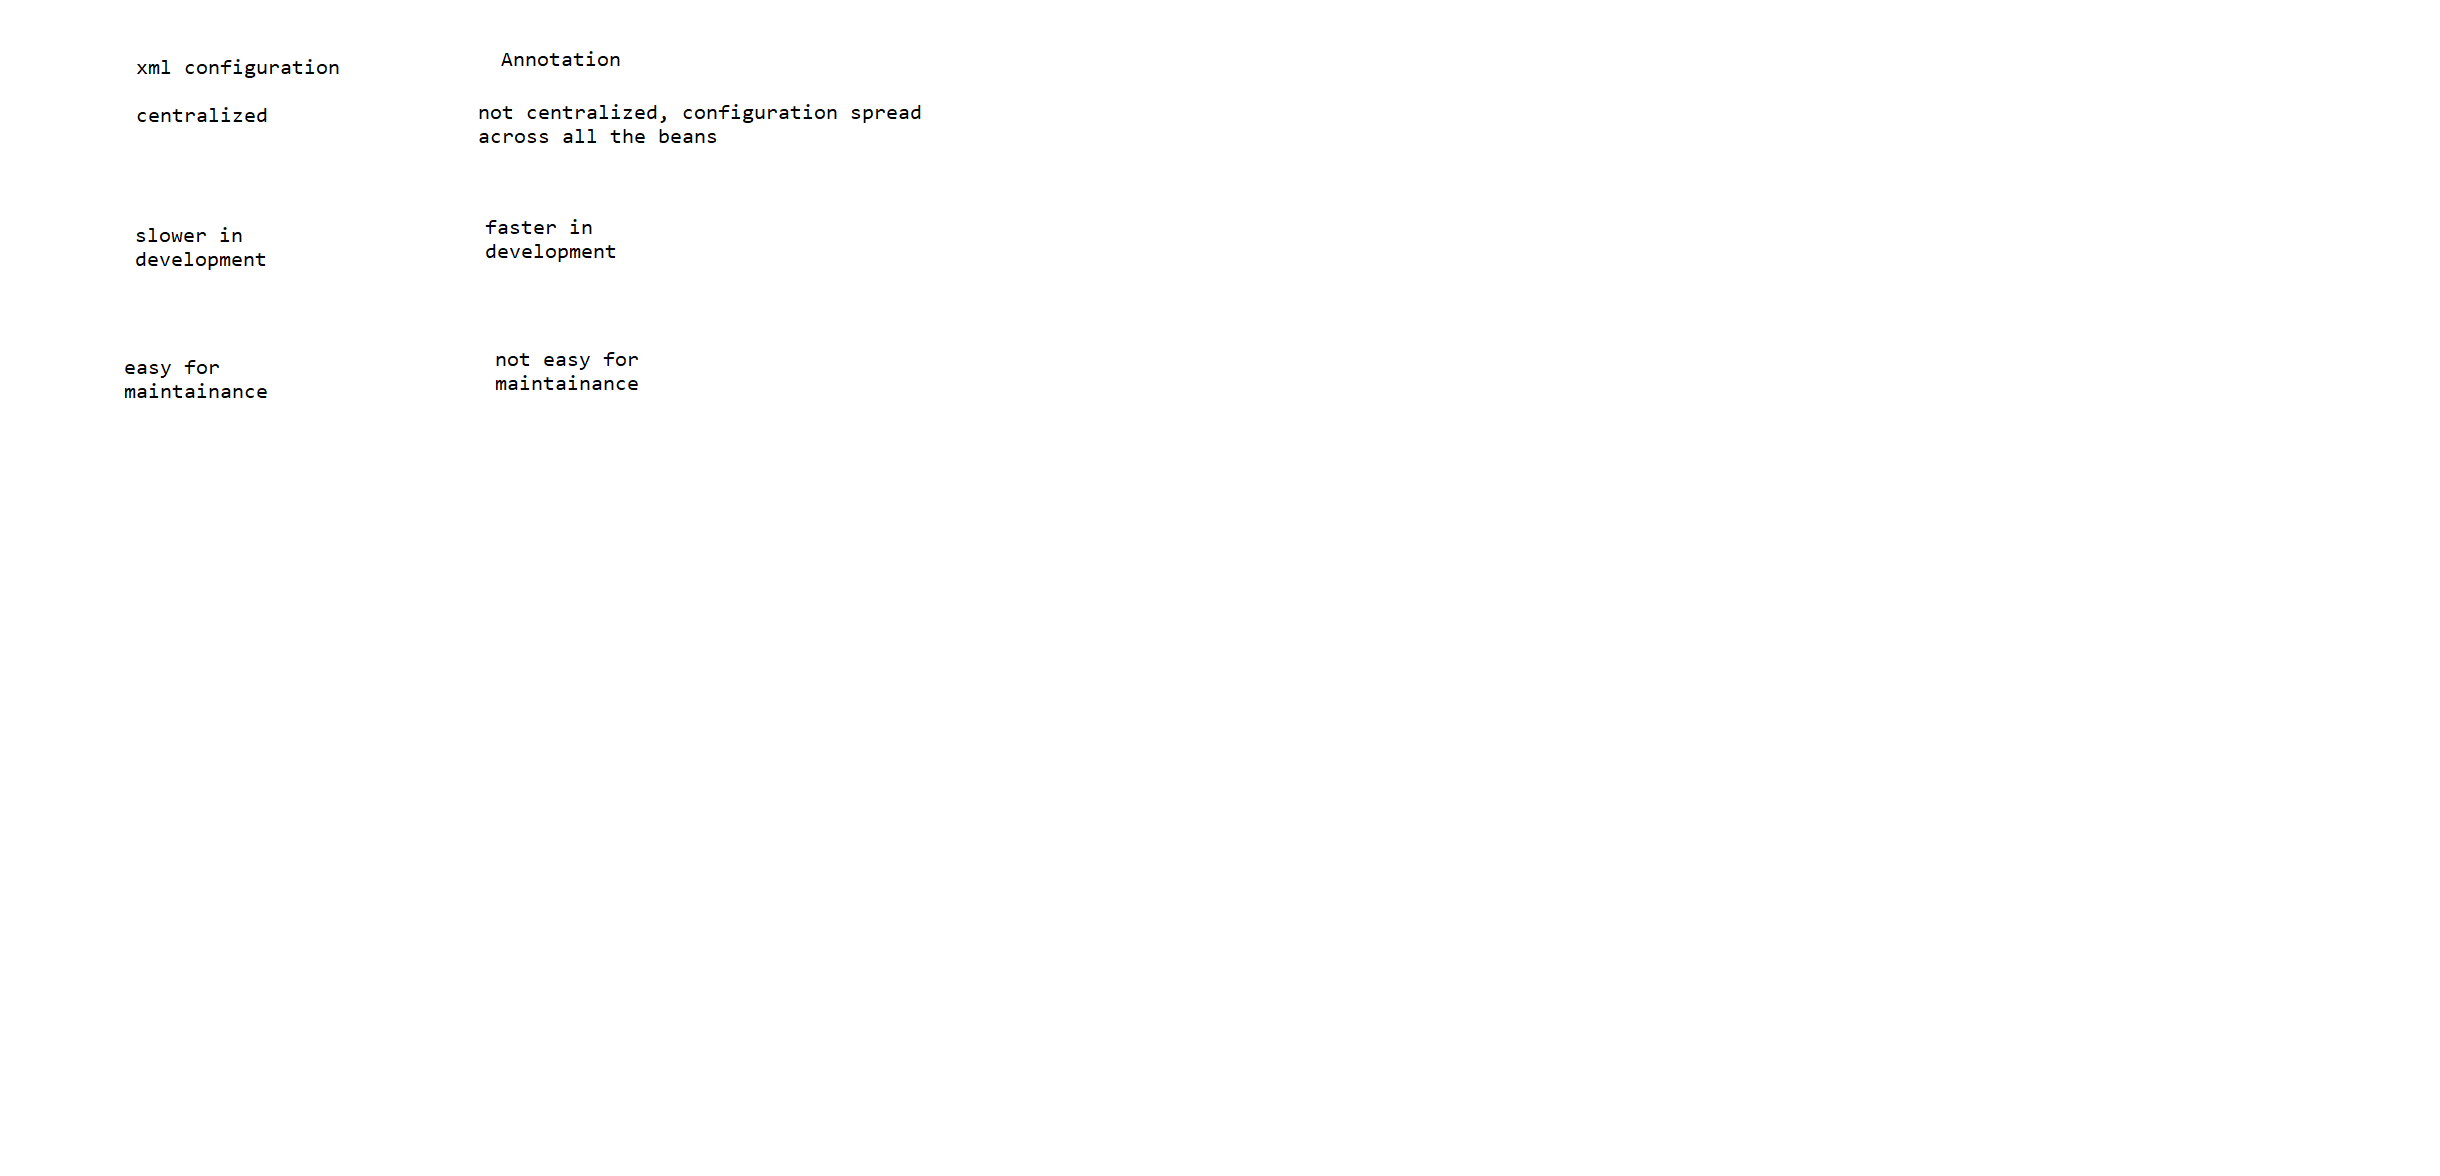 xml configuration
Annotation
centralized
not centralized, configuration spread
across all the beans
slower in
development
faster in
development
easy for
maintainance
not easy for
maintainance